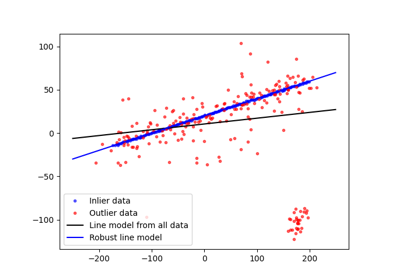 100
50
0
−50
−100
Inlier data
Outlier data
Line model from all data
Robust line model
−200
−100
0
100
200